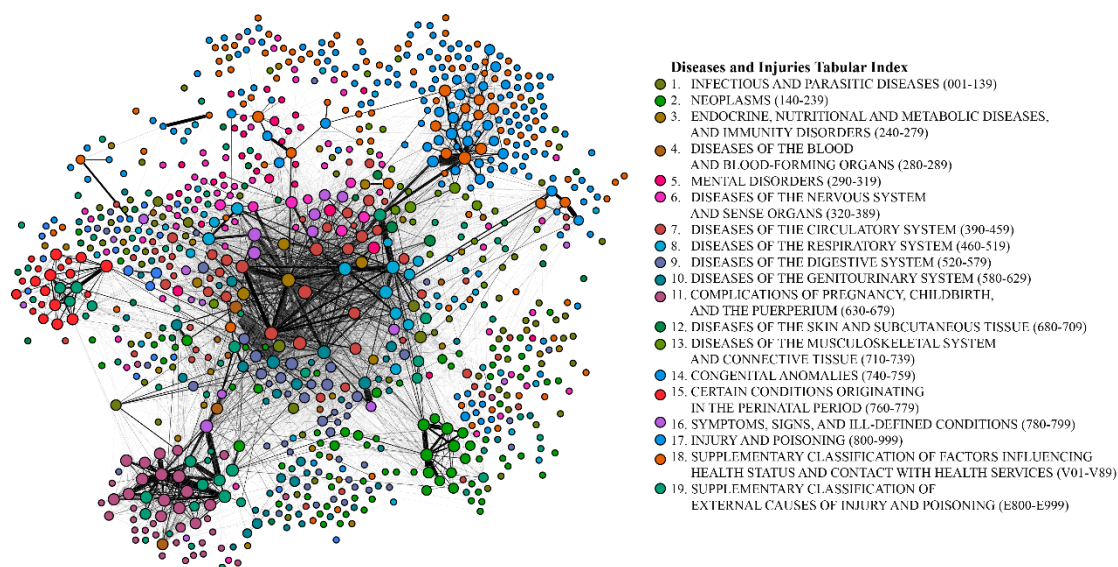 Diseases and Injuries Tabular Index
1. INFECTIOUS AND PARASITIC DISEASES (001-139)
2. NEOPLASMS (140-239)
3. ENDOCRINE, NUTRITIONAL AND METABOLIC DISEASES,
AND IMMUNITY DISORDERS (240-279)
4. DISEASES OF THE BLOOD
AND BLOOD-FORMING ORGANS (280-289)
5. MENTAL DISORDERS (290-319)
6. DISEASES OF THE NERVOUS SYSTEM
AND SENSE ORGANS (320-389)
7. DISEASES OF THE CIRCULATORY SYSTEM (390-459)
8. DISEASES OF THE RESPIRATORY SYSTEM (460-519)
9. DISEASES OF THE DIGESTIVE SYSTEM (520-579)
10. DISEASES OF THE GENITOURINARY SYSTEM (580-629)
11. COMPLICATIONS OF PREGNANCY, CHILDBIRTH,
AND THE PUERPERIUM (630-679)
12. DISEASES OF THE SKIN AND SUBCUTANEOUS TISSUE (680-709)
13. DISEASES OF THE MUSCULOSKELETAL SYSTEM
AND CONNECTIVE TISSUE (710-739)
14. CONGENITAL ANOMALIES (740-759)
15. CERTAIN CONDITIONS ORIGINATING
IN THE PERINATAL PERIOD (760-779)
16. SYMPTOMS, SIGNS, AND ILL-DEFINED CONDITIONS (780-799)
17. INJURY AND POISONING (800-999)
18. SUPPLEMENTARY CLASSIFICATION OF FACTORS INFLUENCING
HEALTH STATUS AND CONTACT WITH HEALTH SERVICES (V01-V89)
19. SUPPLEMENTARY CLASSIFICATION OF
EXTERNAL CAUSES OF INJURY AND POISONING (E800-E999)